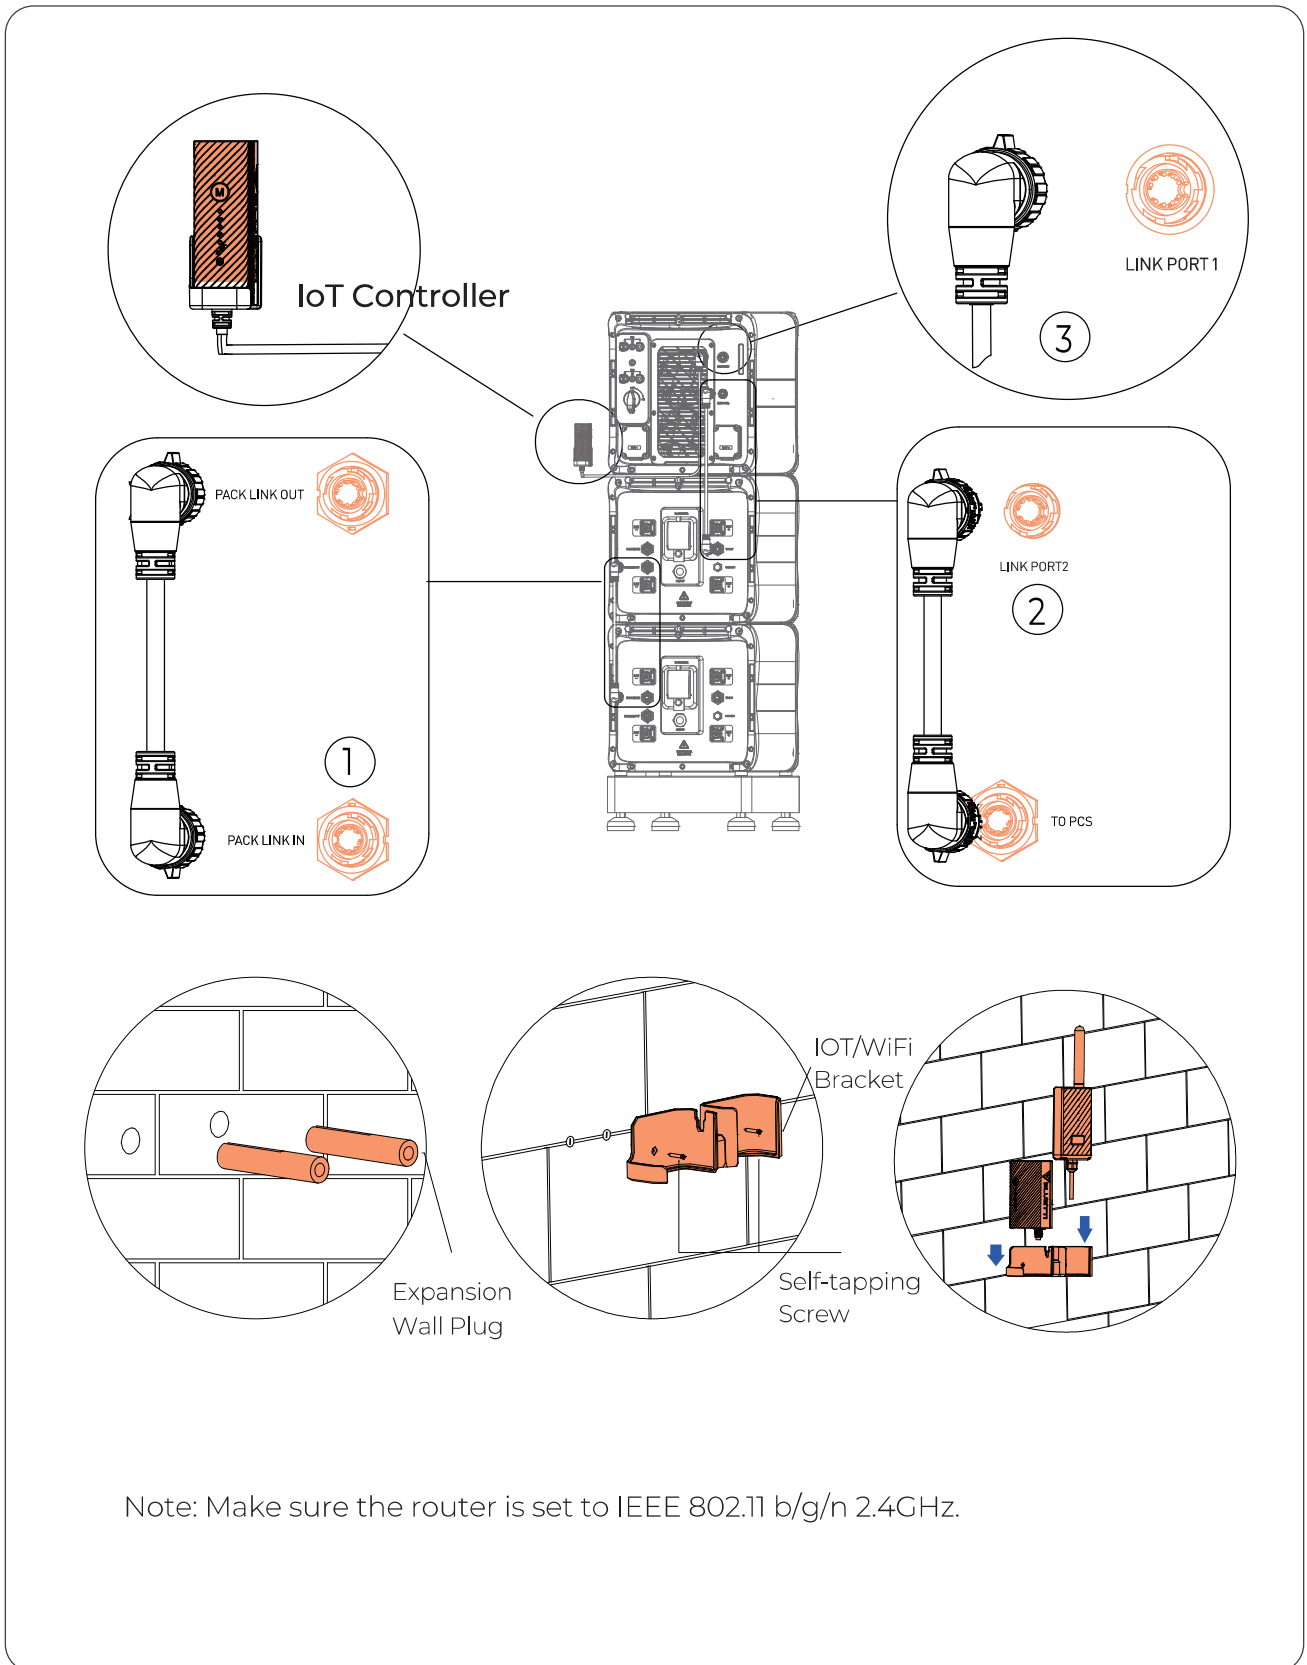 IoT Controller
LINK PORT 1
3
PACK LINK OUT
1
PACK LINK IN
LINK PORT2
2
TO PCS
IOT/WiFi
Bracket
Expansion
Wall Plug
Self-tapping
Screw
Note: Make sure the router is set to IEEE 802.11 b/g/n 2.4GHz.